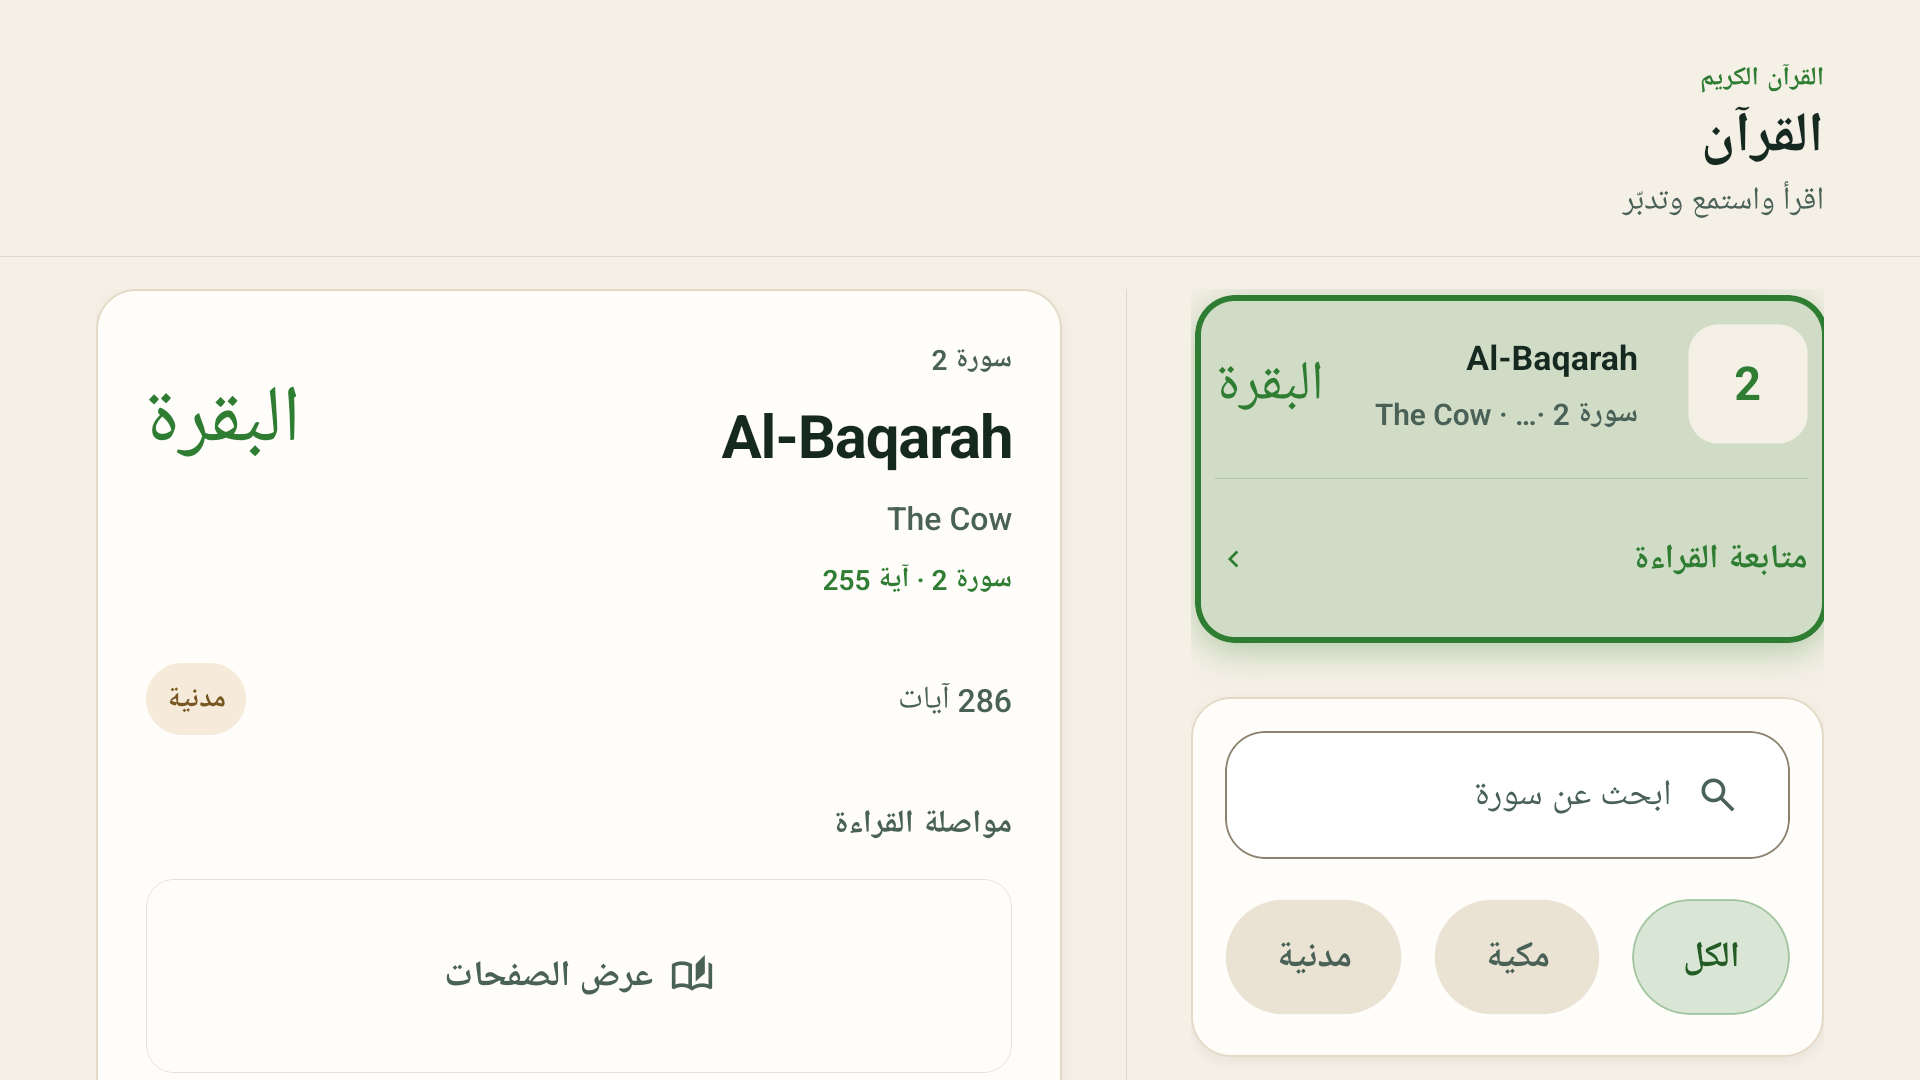 القرآن الكريم
القرآن
اقرأ واستمع وتدبّر
2
Al-Baqarah
سورة 2 · … · The Cow
البقرة
متابعة القراءة
ابحث عن سورة
الكل
مكية
مدنية
سورة 2
Al-Baqarah
البقرة
The Cow
سورة 2 · آية 255
286 آيات
مدنية
مواصلة القراءة
عرض الصفحات